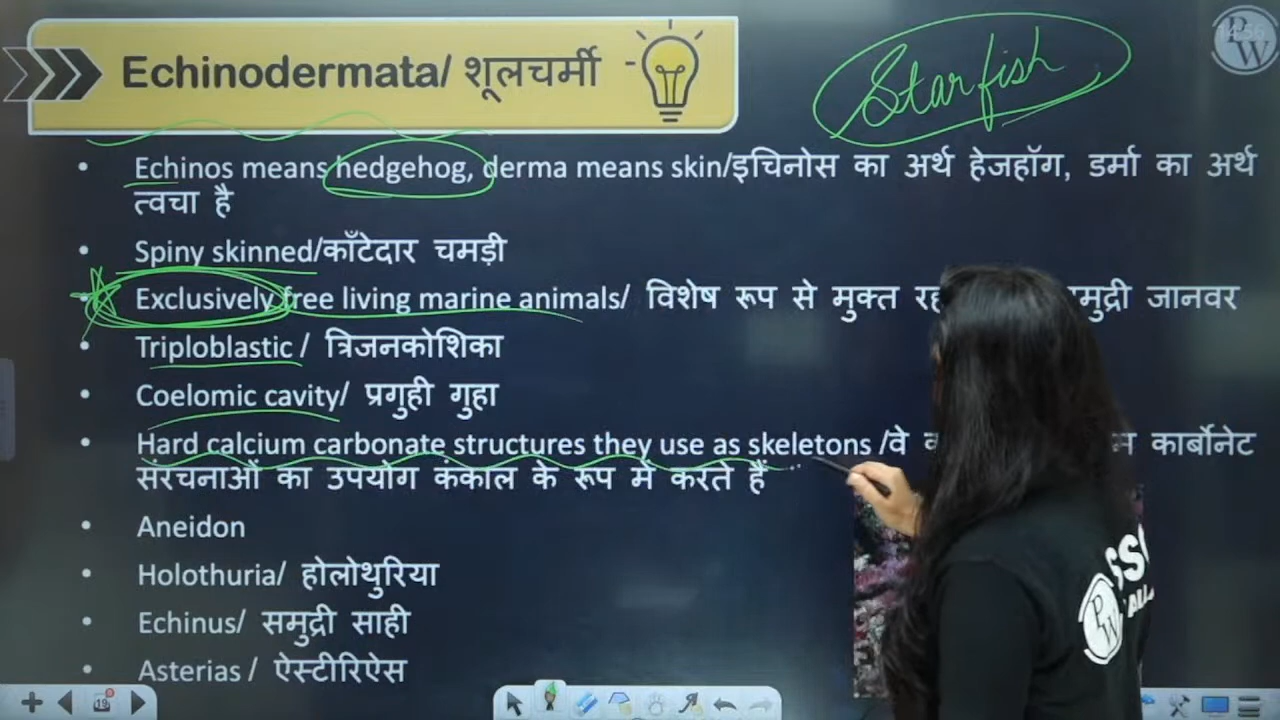 Echinodermata/ शूलचर्मी
Starfish
PW
Echinos means hedgehog, derma means skin/इचिनोस का अर्थ हेजहॉग, डर्मा का अर्थ
त्वचा है
Spiny skinned/काँटेदार चमड़ी
Exclusively free living marine animals/ विशेष रूप से मुक्त जानवर
Triploblastic / त्रिजनकोशिका
Coelomic cavity/ प्रगुही गुहा
Hard calcium carbonate structures they use as skeletons /वे कार्बोनेट
संरचनाओं का उपयोग कंकाल के रूप में करते हैं
Aneidon
Holothuria/ होलोथुरिया
Echinus/ समुद्री साही
Asterias / ऐस्टीरिऐस
PW
19